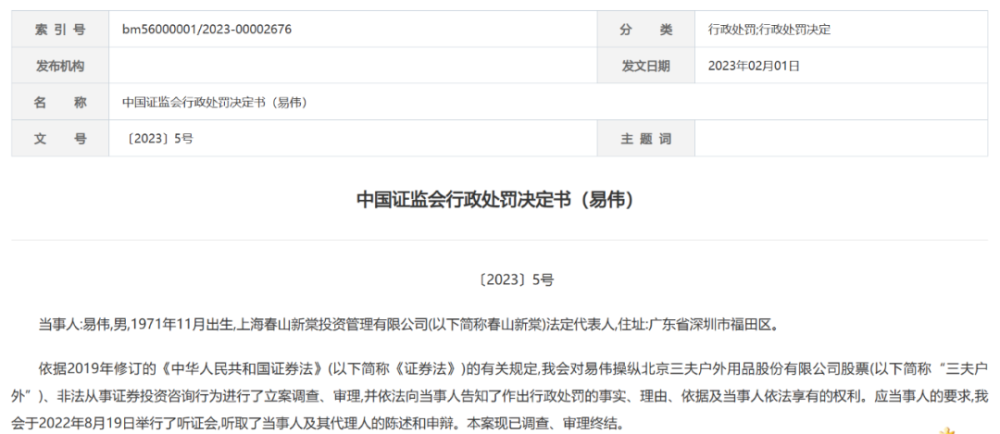 索 引 号 bm56000001/2023-00002676 分 类 行政处罚;行政处罚决定
发布机构 发文日期 2023年02月01日
名 称 中国证监会行政处罚决定书（易伟）
文 号 〔2023〕5号 主 题 词
中国证监会行政处罚决定书（易伟）
〔2023〕5号
当事人:易伟,男,1971年11月出生,上海春山新棠投资管理有限公司(以下简称春山新棠)法定代表人,住址:广东省深圳市福田区。
依据2019年修订的《中华人民共和国证券法》(以下简称《证券法》)的有关规定,我会对易伟操纵北京三夫户外用品股份有限公司股票(以下简称“三夫户
外”)、非法从事证券投资咨询行为进行了立案调查、审理,并依法向当事人告知了作出行政处罚的事实、理由、依据及当事人依法享有的权利。应当事人的要求,我
会于2022年8月19日举行了听证会,听取了当事人及其代理人的陈述和申辩。本案现已调查、审理终结。